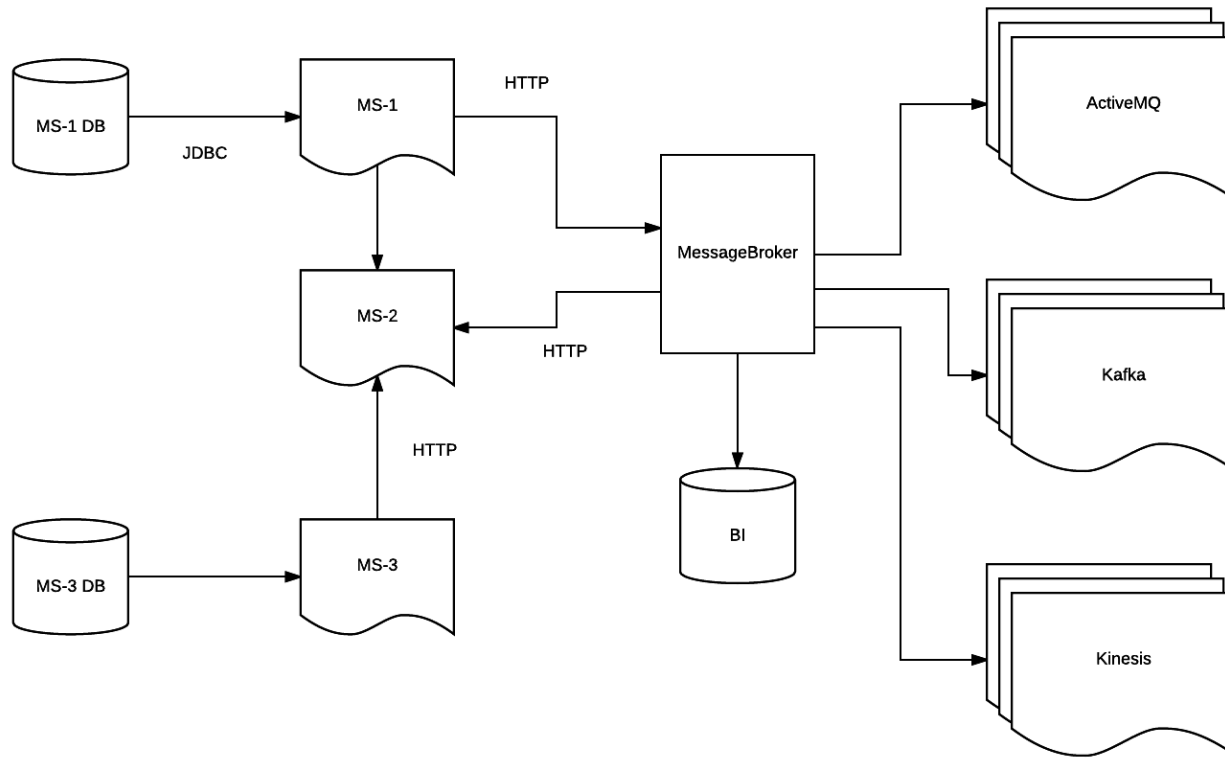 HTTP
ActiveMQ
MS-1
MS-1 DB
JDBC
MessageBroker
MS-2
HTTP
Kafka
HTTP
BI
MS-3
MS-3 DB
Kinesis